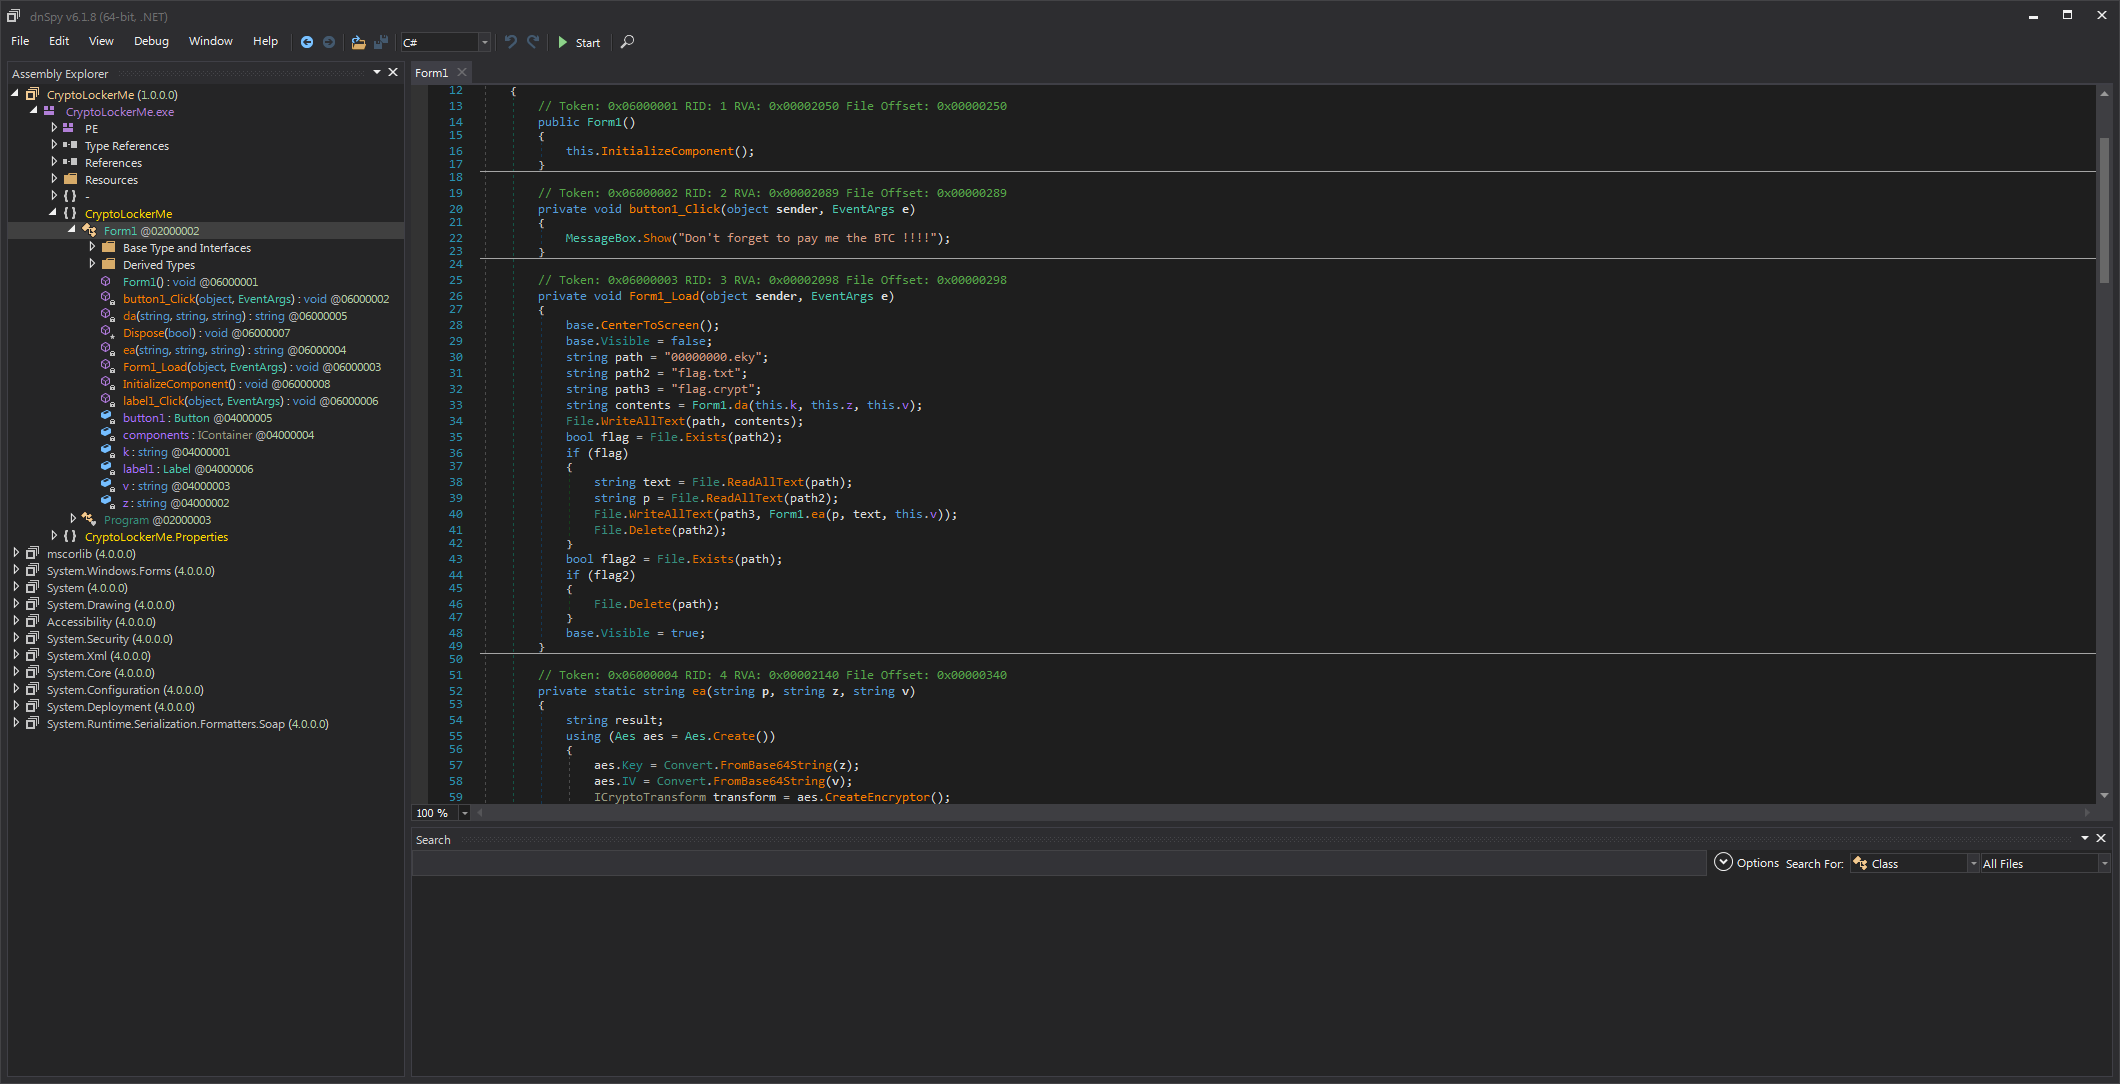 dnSpy v6.1.8 (64-bit, .NET)
File Edit View Debug Window Help C# Start
Assembly Explorer
CryptoLockerMe (1.0.0.0)
CryptoLockerMe.exe
PE
Type References
References
Resources
{ } -
{ } CryptoLockerMe
Form1 @02000002
Base Type and Interfaces
Derived Types
Form1() : void @06000001
button1_Click(object, EventArgs) : void @06000002
da(string, string, string) : string @06000005
Dispose(bool) : void @06000007
ea(string, string, string) : string @06000004
Form1_Load(object, EventArgs) : void @06000003
InitializeComponent() : void @06000008
label1_Click(object, EventArgs) : void @06000006
button1 : Button @04000005
components : IContainer @04000004
k : string @04000001
label1 : Label @04000006
v : string @04000003
z : string @04000002
Program @02000003
{ } CryptoLockerMe.Properties
mscorlib (4.0.0.0)
System.Windows.Forms (4.0.0.0)
System (4.0.0.0)
System.Drawing (4.0.0.0)
Accessibility (4.0.0.0)
System.Security (4.0.0.0)
System.Xml (4.0.0.0)
System.Core (4.0.0.0)
System.Configuration (4.0.0.0)
System.Deployment (4.0.0.0)
System.Runtime.Serialization.Formatters.Soap (4.0.0.0)
Form1
12 {
13 // Token: 0x06000001 RID: 1 RVA: 0x00002050 File Offset: 0x00000250
14 public Form1()
15 {
16 this.InitializeComponent();
17 }
18
19 // Token: 0x06000002 RID: 2 RVA: 0x00002089 File Offset: 0x00000289
20 private void button1_Click(object sender, EventArgs e)
21 {
22 MessageBox.Show("Don't forget to pay me the BTC !!!!");
23 }
24
25 // Token: 0x06000003 RID: 3 RVA: 0x00002098 File Offset: 0x00000298
26 private void Form1_Load(object sender, EventArgs e)
27 {
28 base.CenterToScreen();
29 base.Visible = false;
30 string path = "00000000.eky";
31 string path2 = "flag.txt";
32 string path3 = "flag.crypt";
33 string contents = Form1.da(this.k, this.z, this.v);
34 File.WriteAllText(path, contents);
35 bool flag = File.Exists(path2);
36 if (flag)
37 {
38 string text = File.ReadAllText(path);
39 string p = File.ReadAllText(path2);
40 File.WriteAllText(path3, Form1.ea(p, text, this.v));
41 File.Delete(path2);
42 }
43 bool flag2 = File.Exists(path);
44 if (flag2)
45 {
46 File.Delete(path);
47 }
48 base.Visible = true;
49 }
50
51 // Token: 0x06000004 RID: 4 RVA: 0x00002140 File Offset: 0x00000340
52 private static string ea(string p, string z, string v)
53 {
54 string result;
55 using (Aes aes = Aes.Create())
56 {
57 aes.Key = Convert.FromBase64String(z);
58 aes.IV = Convert.FromBase64String(v);
59 ICryptoTransform transform = aes.CreateEncryptor();
100 %
Search
Options Search For: Class All Files